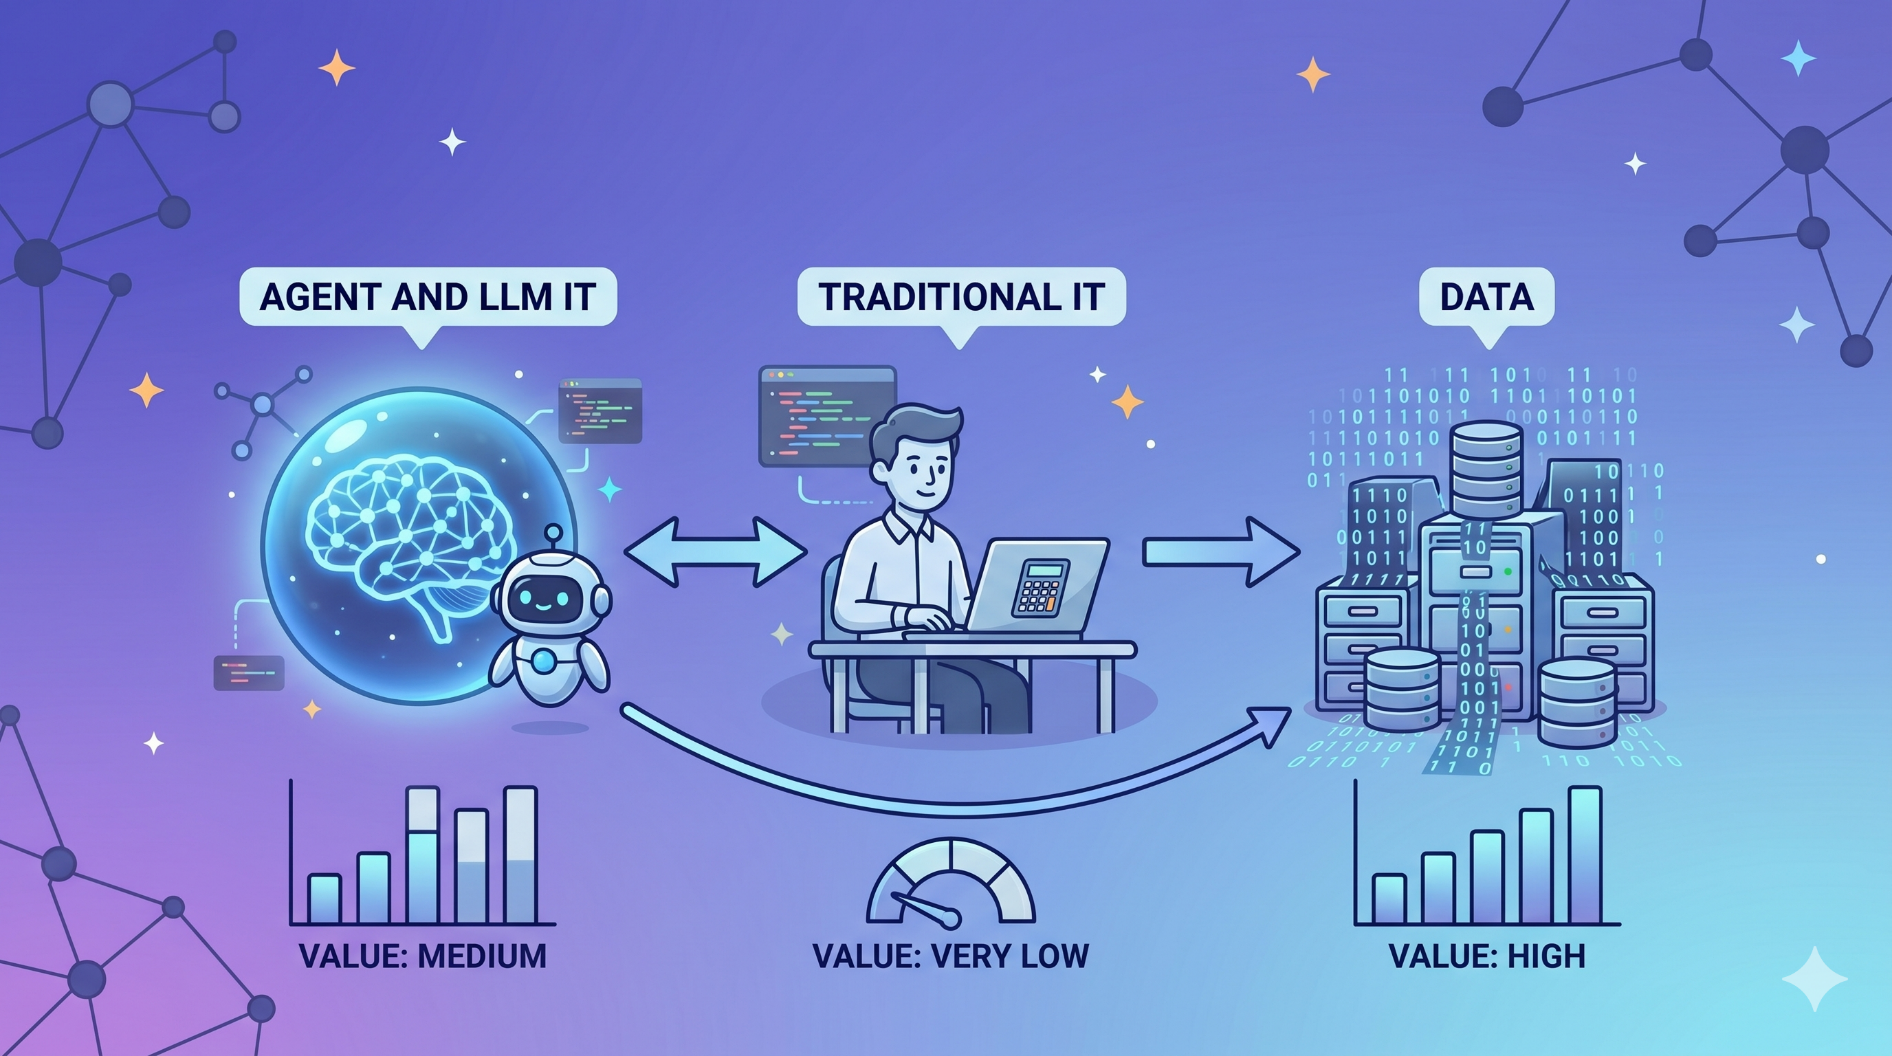 AGENT AND LLM IT
TRADITIONAL IT
DATA
VALUE: MEDIUM
VALUE: VERY LOW
VALUE: HIGH